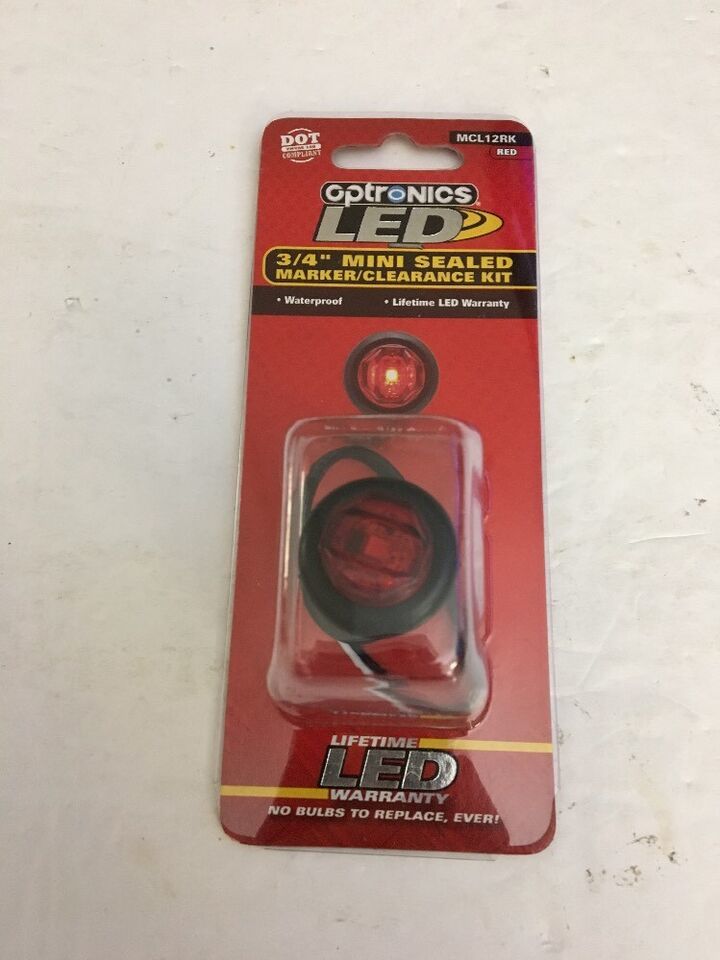 DOT
COMPLIANT
MCL12RK
RED
OPTRONICS
LED
3/4" MINI SEALED
MARKER/CLEARANCE KIT
• Waterproof • Lifetime LED Warranty
LIFETIME
LED
WARRANTY
NO BULBS TO REPLACE, EVER!